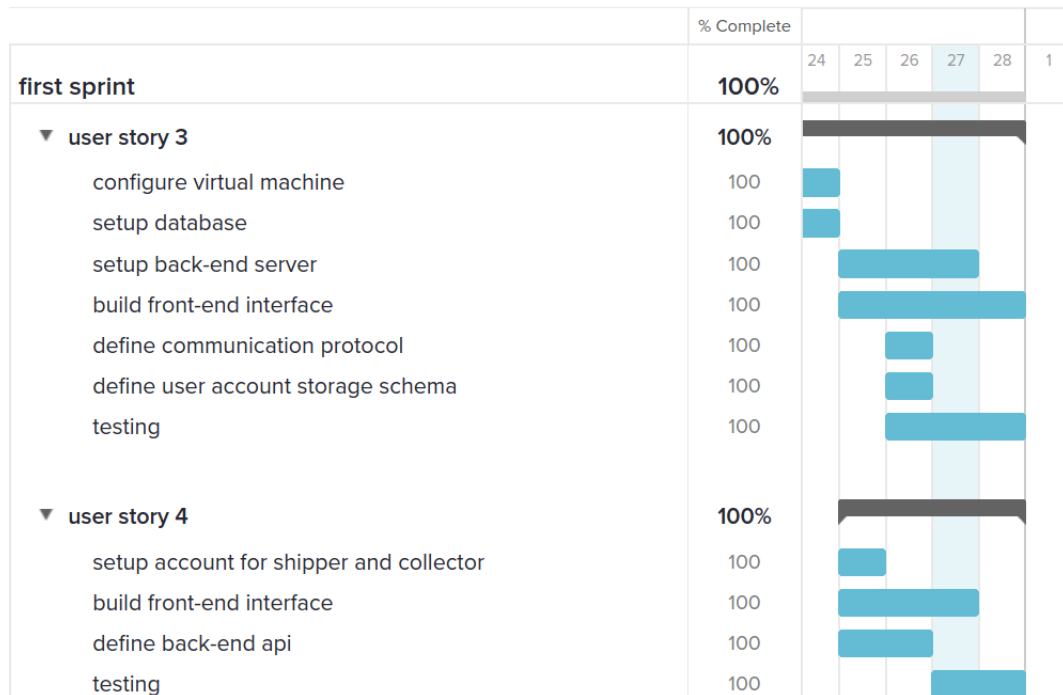 % Complete
24 25 26 27 28 1
first sprint 100%
user story 3 100%
configure virtual machine 100
setup database 100
setup back-end server 100
build front-end interface 100
define communication protocol 100
define user account storage schema 100
testing 100
user story 4 100%
setup account for shipper and collector 100
build front-end interface 100
define back-end api 100
testing 100